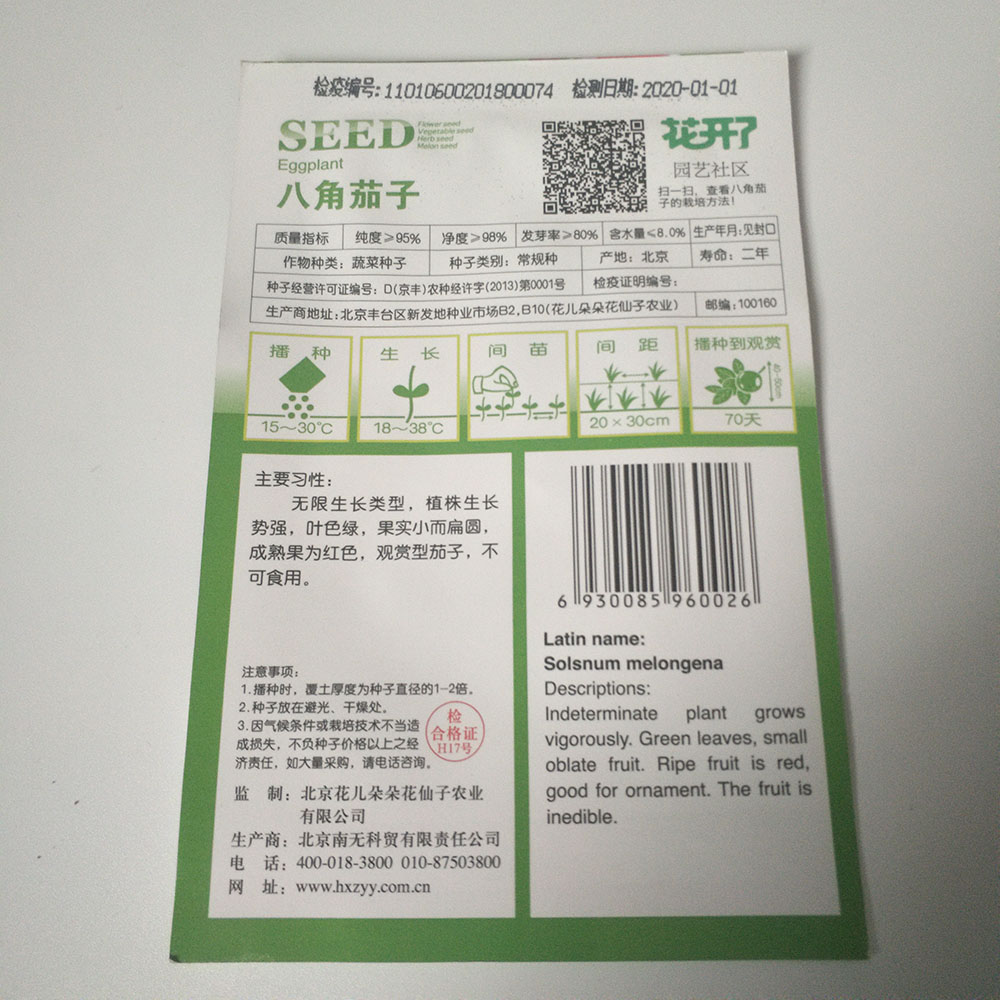 检疫编号:11010600201800074 检测日期:2020-01-01
SEED
Flower seed
Vegetable seed
Herb seed
Melon seed
Eggplant
八角茄子
花开了
园艺社区
扫一扫，查看八角茄
子的栽培方法！
质量指标 纯度≥95% 净度≥98% 发芽率≥80% 含水量≤8.0% 生产年月:见封口
作物种类：蔬菜种子 种子类别：常规种 产地：北京 寿命：二年
种子经营许可证编号：D(京丰)农种经许字(2013)第0001号 检疫证明编号：
生产商地址:北京丰台区新发地种业市场B2,B10(花儿朵朵花仙子农业) 邮编:100160
播种 生长 间苗 间距 播种到观赏
40~50cm
15～30℃ 18～38℃ 20×30cm 70天
主要习性：
无限生长类型，植株生长
势强，叶色绿，果实小而扁圆，
成熟果为红色，观赏型茄子，不
可食用。
注意事项：
1.播种时，覆土厚度为种子直径的1-2倍。
2.种子放在避光、干燥处。
3.因气候条件或栽培技术不当造
成损失，不负种子价格以上之经
济责任，如大量采购，请电话咨询。
检
合格证
H17号
监 制：北京花儿朵朵花仙子农业
有限公司
生产商：北京南无科贸有限责任公司
电 话：400-018-3800 010-87503800
网 址：www.hxzyy.com.cn
6 930085 960026
Latin name:
Solsnum melongena
Descriptions:
Indeterminate plant grows
vigorously. Green leaves, small
oblate fruit. Ripe fruit is red,
good for ornament. The fruit is
inedible.